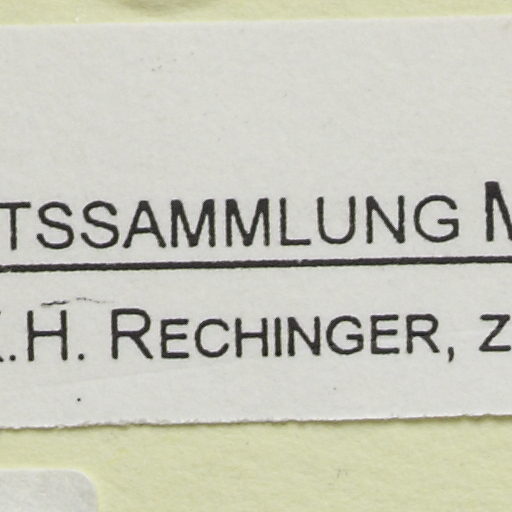 TSSAMMLUNG M
K.H. RECHINGER, Z